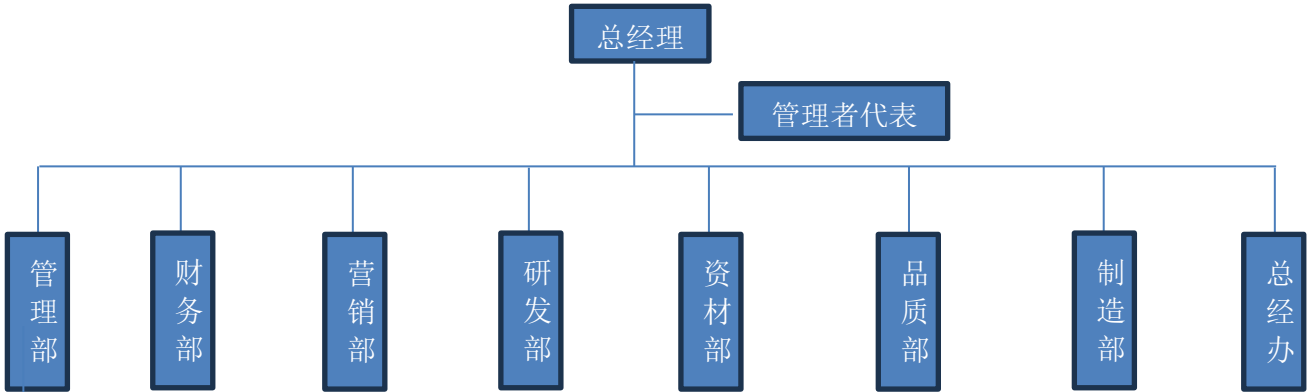 总经理
管理者代表
管理部
财务部
营销部
研发部
资材部
品质部
制造部
总经办